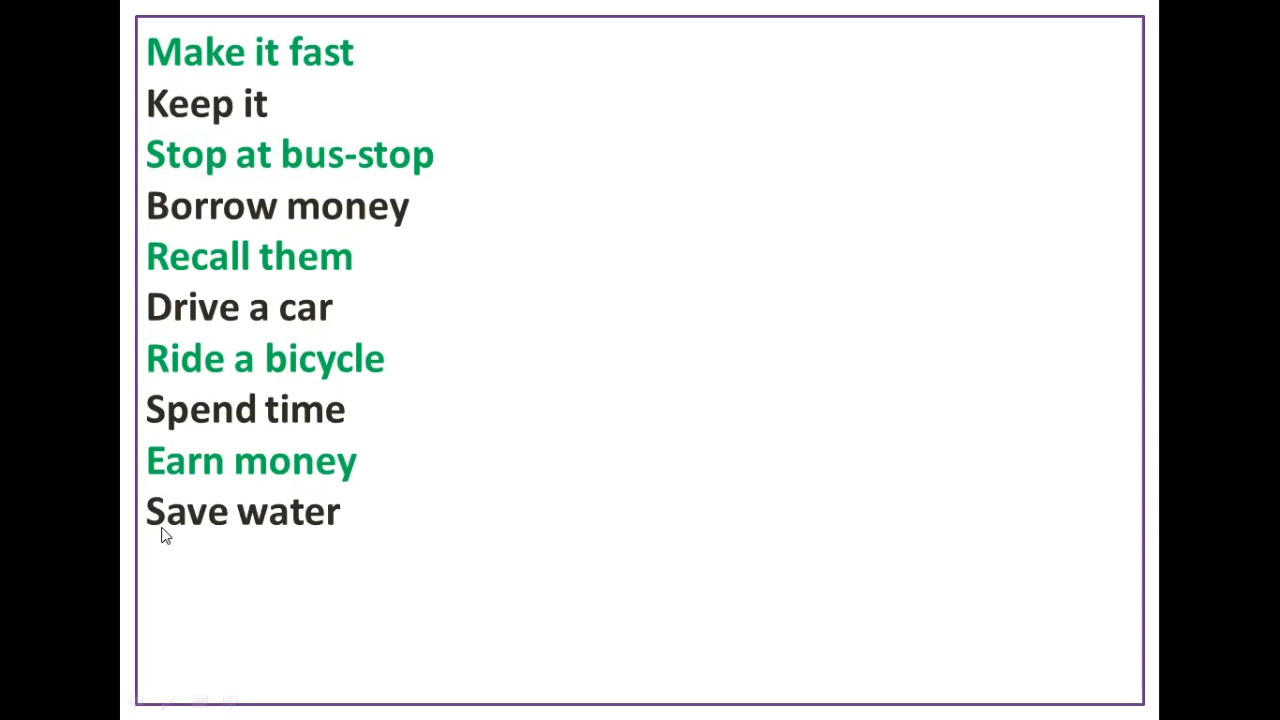 Make it fast
Keep it
Stop at bus-stop
Borrow money
Recall them
Drive a car
Ride a bicycle
Spend time
Earn money
Save water